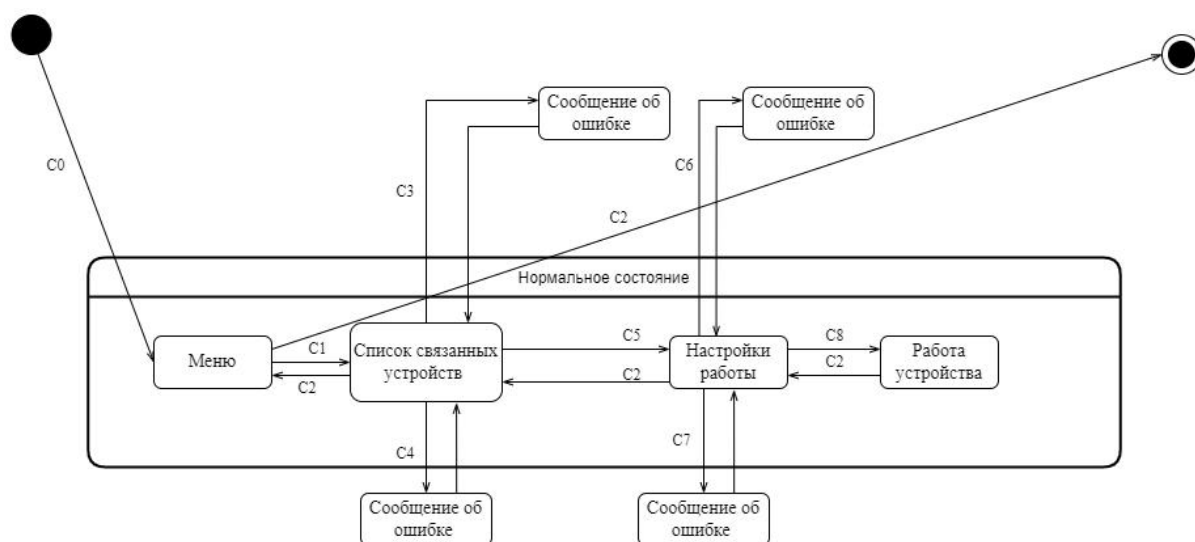 Сообщение об
ошибке
Сообщение об
ошибке
C0
C3
C6
C2
Нормальное состояние
Меню
C1
C2
Список связанных
устройств
C5
C2
Настройки
работы
C8
C2
Работа
устройства
C4
C7
Сообщение об
ошибке
Сообщение об
ошибке